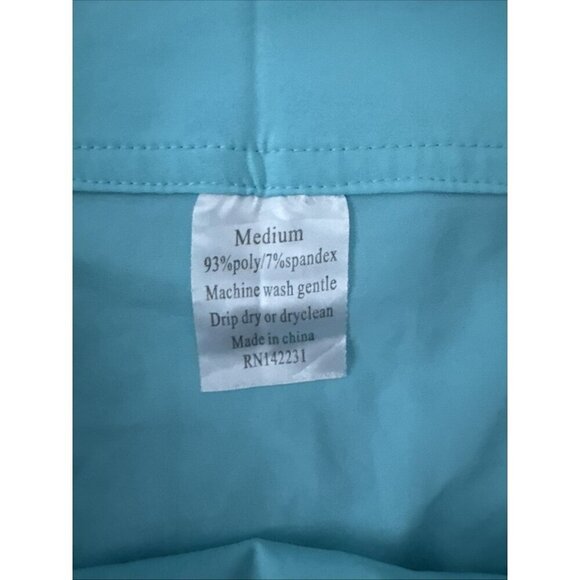 Medium
93%poly/7%spandex
Machine wash gentle
Drip dry or dryclean
Made in china
RN142231